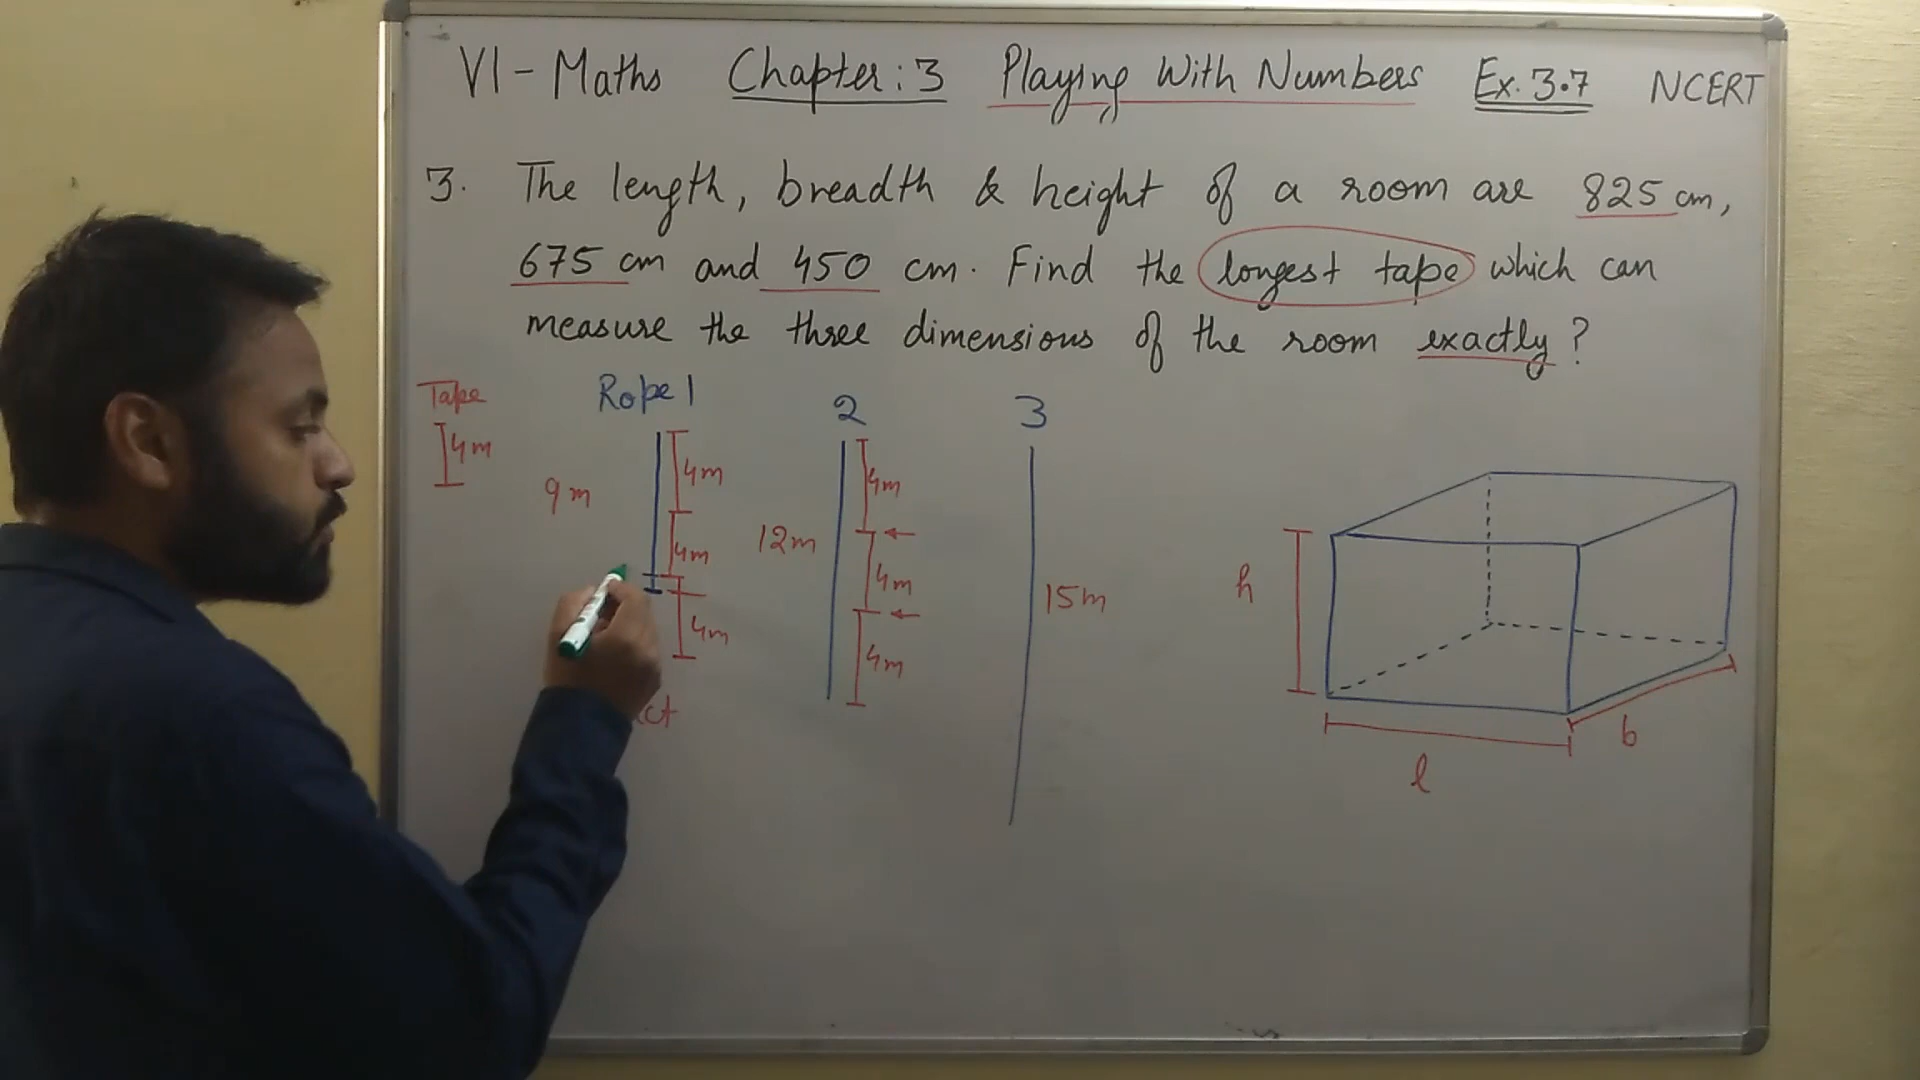 VI - Maths Chapter : 3 Playing With Numbers Ex. 3.7 NCERT
3. The length, breadth & height of a room are 825 cm,
675 cm and 450 cm. Find the longest tape which can
measure the three dimensions of the room exactly ?
Tape Rope 1 2 3
4m
9 m
4m
4m
4m
12m
4m
4m
4m
15m
h
l
b